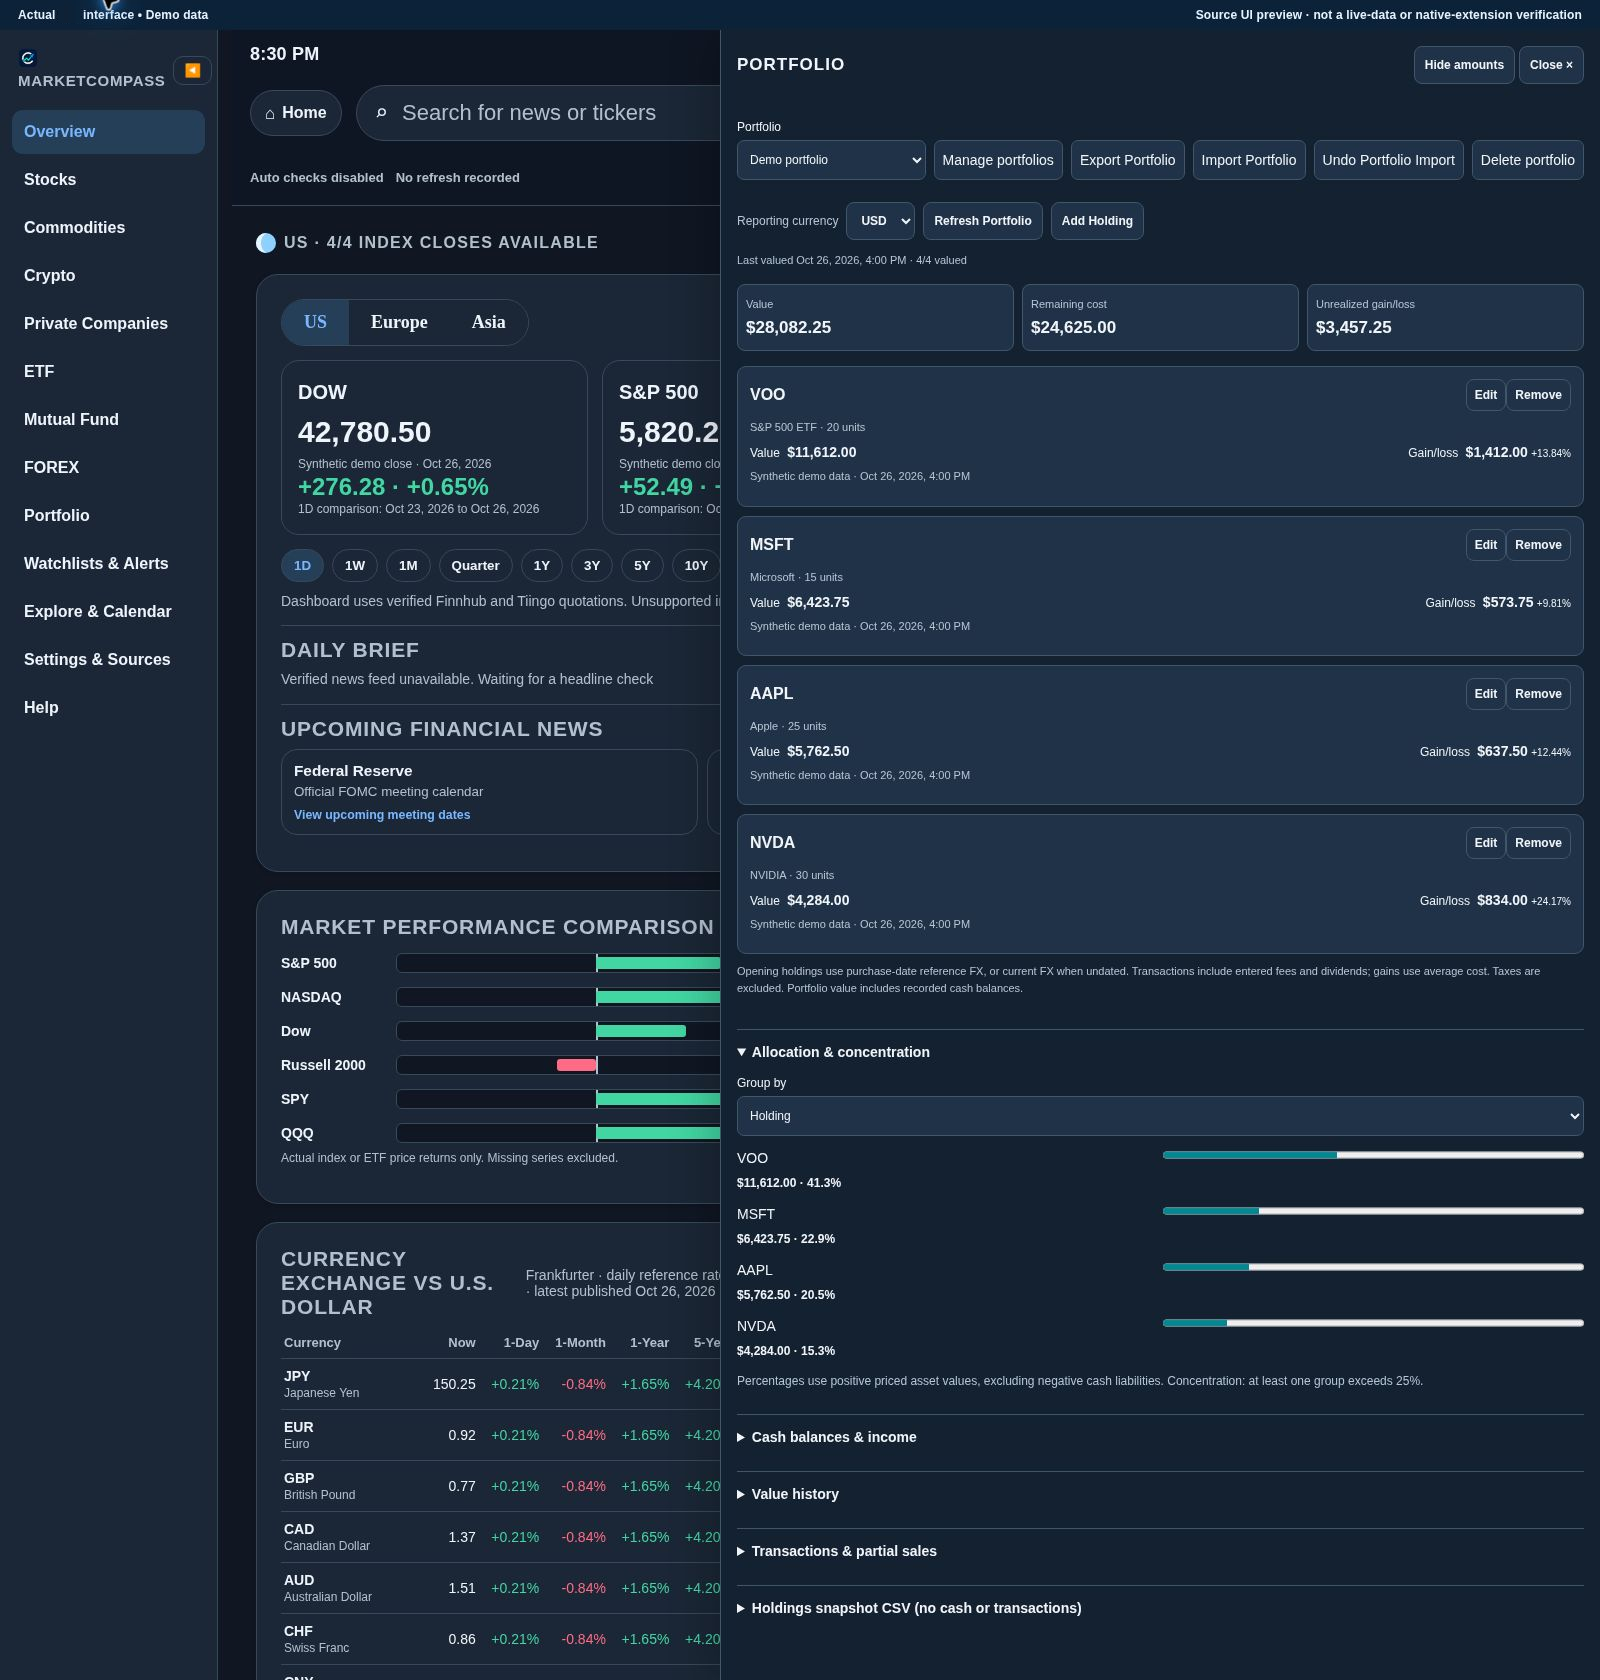 Actual interface • Demo data
Source UI preview · not a live-data or native-extension verification
MARKETCOMPASS
Overview
Stocks
Commodities
Crypto
Private Companies
ETF
Mutual Fund
FOREX
Portfolio
Watchlists & Alerts
Explore & Calendar
Settings & Sources
Help
8:30 PM
Home
Search for news or tickers
Auto checks disabled No refresh recorded
US · 4/4 INDEX CLOSES AVAILABLE
US Europe Asia
DOW
42,780.50
Synthetic demo close · Oct 26, 2026
+276.28 · +0.65%
1D comparison: Oct 23, 2026 to Oct 26, 2026
S&P 500
5,820.2
Synthetic demo clo
+52.49 ·
1D comparison: Oc
1D 1W 1M Quarter 1Y 3Y 5Y 10Y
Dashboard uses verified Finnhub and Tiingo quotations. Unsupported i
DAILY BRIEF
Verified news feed unavailable. Waiting for a headline check
UPCOMING FINANCIAL NEWS
Federal Reserve
Official FOMC meeting calendar
View upcoming meeting dates
MARKET PERFORMANCE COMPARISON
S&P 500
NASDAQ
Dow
Russell 2000
SPY
QQQ
Actual index or ETF price returns only. Missing series excluded.
CURRENCY
EXCHANGE VS U.S.
DOLLAR
Frankfurter · daily reference rat
· latest published Oct 26, 2026
Currency Now 1-Day 1-Month 1-Year 5-Ye
JPY
Japanese Yen
150.25 +0.21% -0.84% +1.65% +4.20
EUR
Euro
0.92 +0.21% -0.84% +1.65% +4.20
GBP
British Pound
0.77 +0.21% -0.84% +1.65% +4.20
CAD
Canadian Dollar
1.37 +0.21% -0.84% +1.65% +4.20
AUD
Australian Dollar
1.51 +0.21% -0.84% +1.65% +4.20
CHF
Swiss Franc
0.86 +0.21% -0.84% +1.65% +4.20
PORTFOLIO
Hide amounts Close ×
Portfolio
Demo portfolio Manage portfolios Export Portfolio Import Portfolio Undo Portfolio Import Delete portfolio
Reporting currency USD Refresh Portfolio Add Holding
Last valued Oct 26, 2026, 4:00 PM · 4/4 valued
Value
$28,082.25
Remaining cost
$24,625.00
Unrealized gain/loss
$3,457.25
VOO
Edit Remove
S&P 500 ETF · 20 units
Value $11,612.00 Gain/loss $1,412.00 +13.84%
Synthetic demo data · Oct 26, 2026, 4:00 PM
MSFT
Edit Remove
Microsoft · 15 units
Value $6,423.75 Gain/loss $573.75 +9.81%
Synthetic demo data · Oct 26, 2026, 4:00 PM
AAPL
Edit Remove
Apple · 25 units
Value $5,762.50 Gain/loss $637.50 +12.44%
Synthetic demo data · Oct 26, 2026, 4:00 PM
NVDA
Edit Remove
NVIDIA · 30 units
Value $4,284.00 Gain/loss $834.00 +24.17%
Synthetic demo data · Oct 26, 2026, 4:00 PM
Opening holdings use purchase-date reference FX, or current FX when undated. Transactions include entered fees and dividends; gains use average cost. Taxes are
excluded. Portfolio value includes recorded cash balances.
Allocation & concentration
Group by
Holding
VOO
$11,612.00 · 41.3%
MSFT
$6,423.75 · 22.9%
AAPL
$5,762.50 · 20.5%
NVDA
$4,284.00 · 15.3%
Percentages use positive priced asset values, excluding negative cash liabilities. Concentration: at least one group exceeds 25%.
Cash balances & income
Value history
Transactions & partial sales
Holdings snapshot CSV (no cash or transactions)